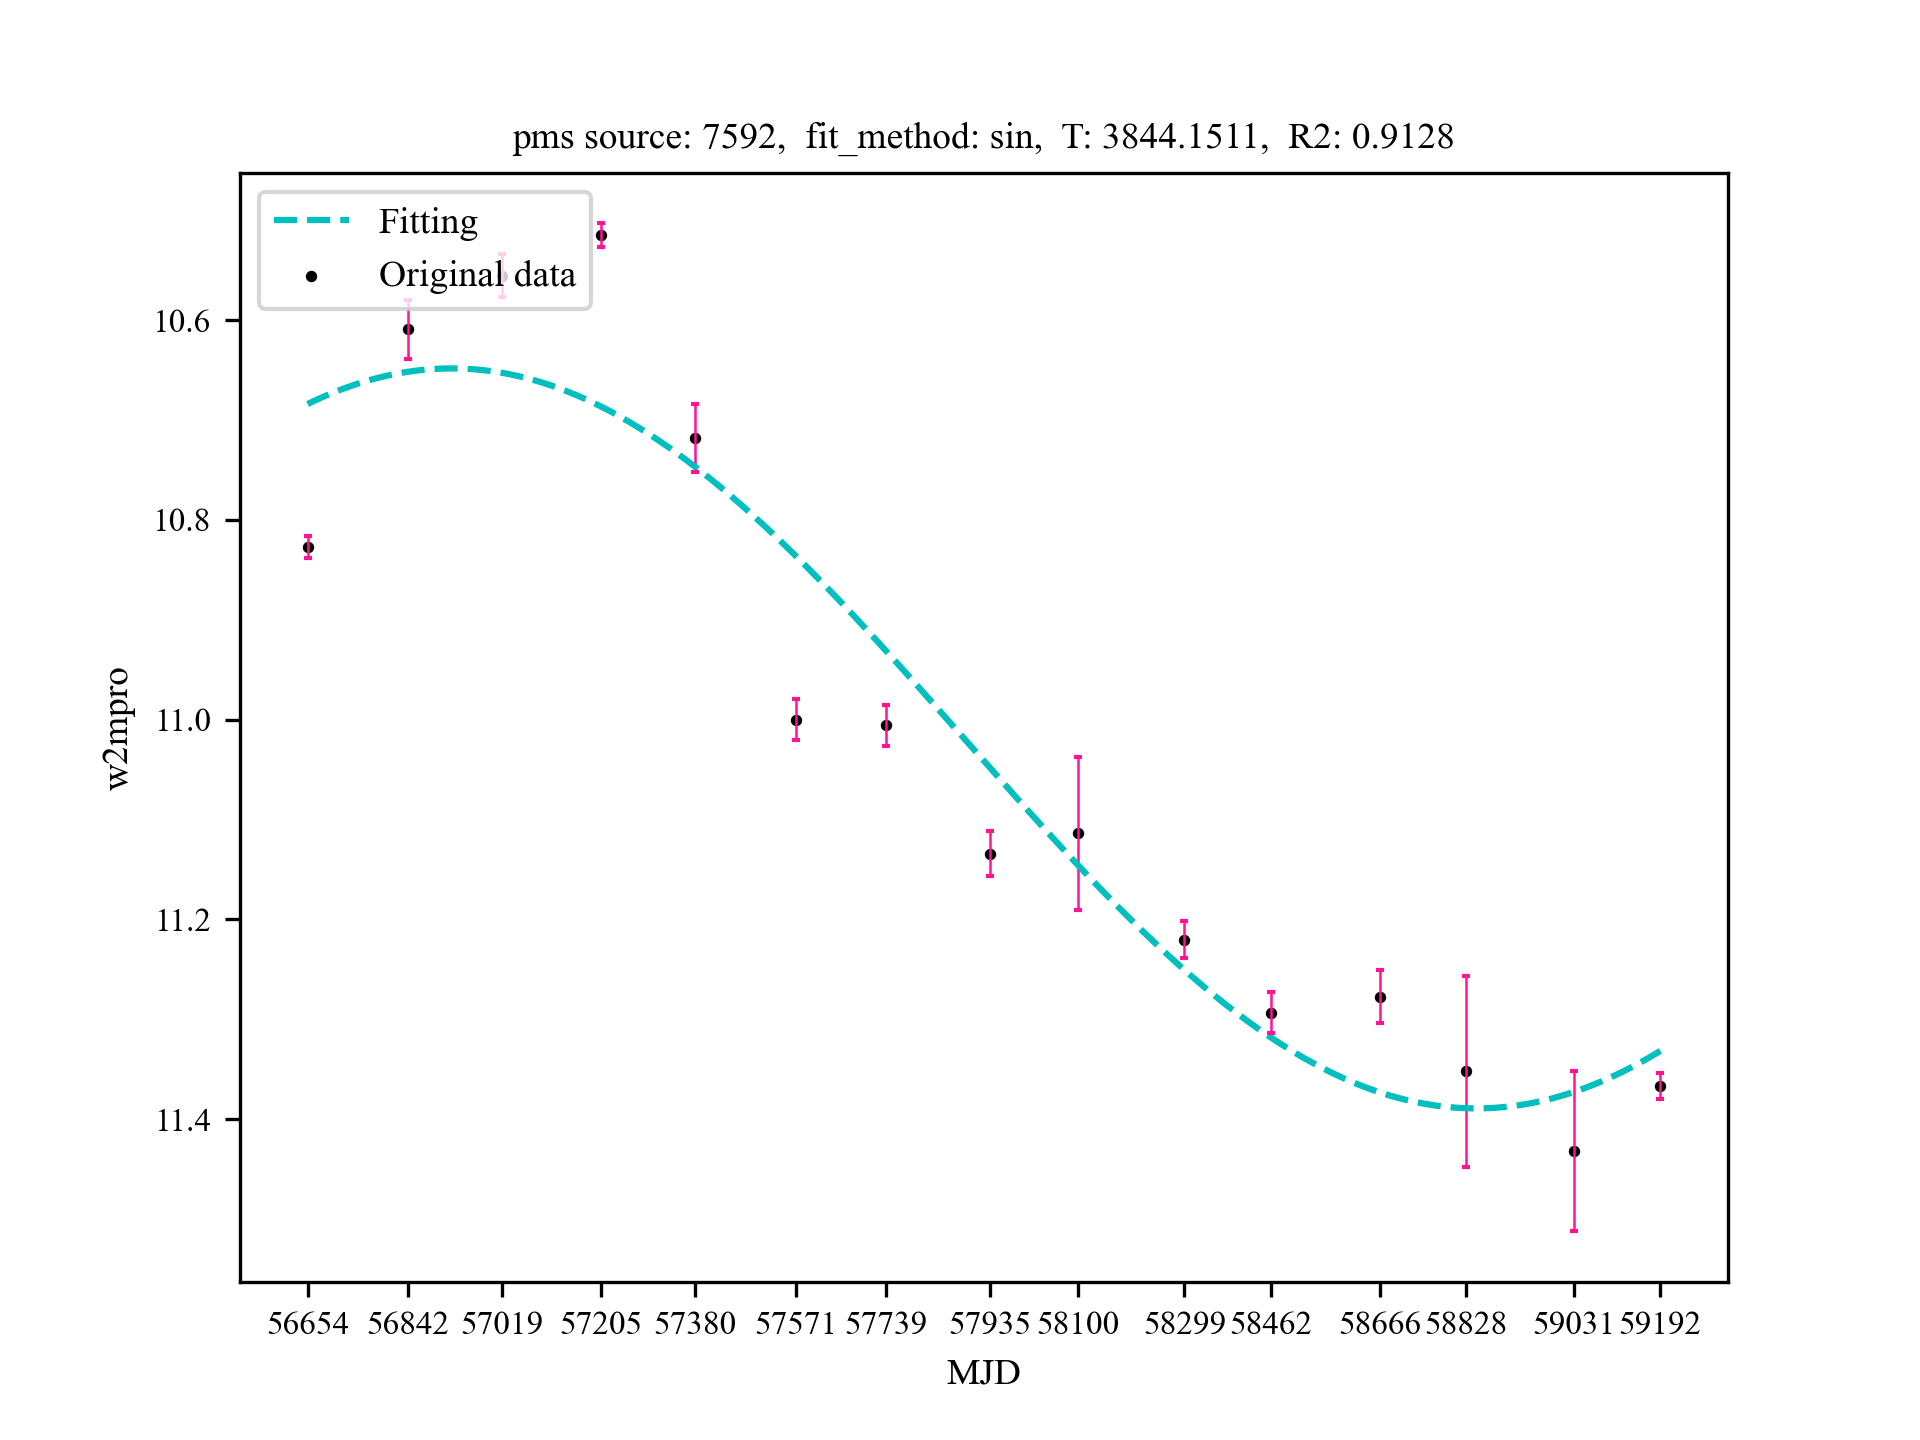 pms source: 7592,  fit_method: sin,  T: 3844.1511,  R2: 0.9128
Fitting
Original data
10.6
10.8
11.0
11.2
11.4
w2mpro
56654 56842 57019 57205 57380 57571 57739 57935 58100 58299 58462 58666 58828 59031 59192
MJD